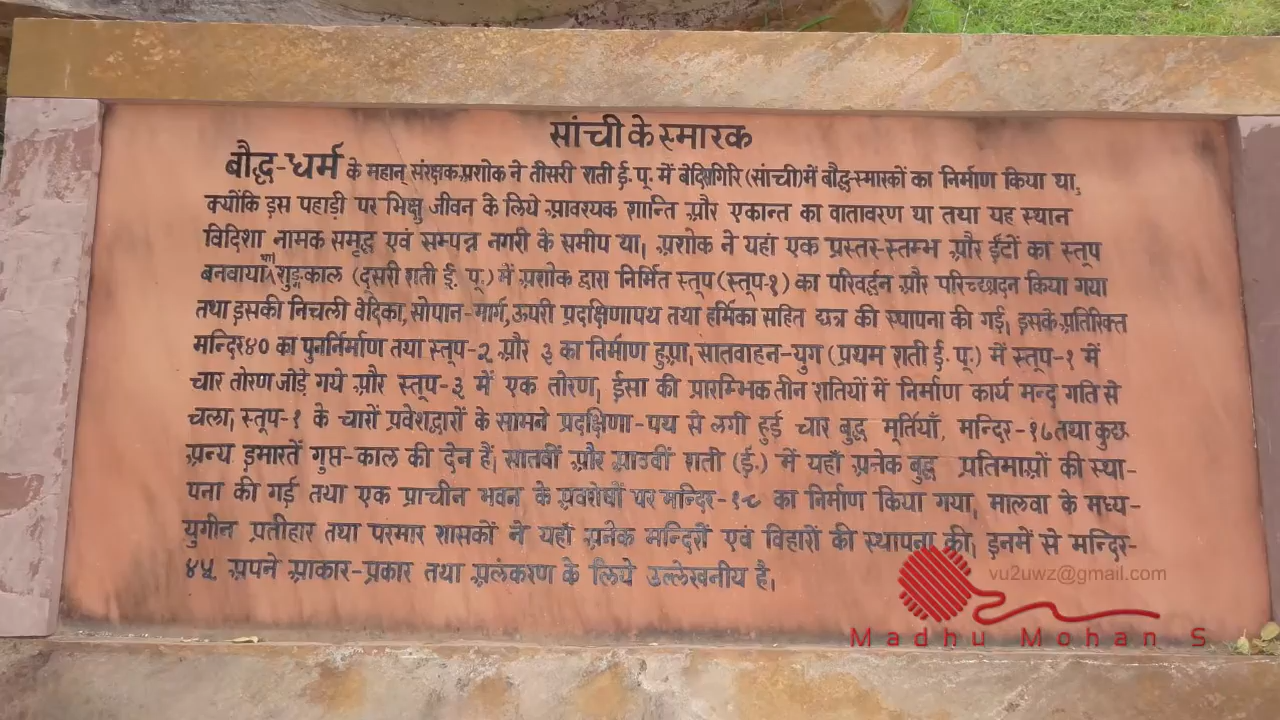 सांची के स्मारक
बौद्ध-धर्म के महान् संरक्षक अशोक ने तीसरी शती ई. पू. में वेदिसगिरि (सांची) में बौद्ध-स्मारकों का निर्माण किया था,
क्योंकि इस पहाड़ी पर भिक्षु जीवन के लिये आवश्यक शान्ति और एकान्त का वातावरण था तथा यह स्थान
विदिशा नामक समृद्ध एवं सम्पन्न नगरी के समीप था। अशोक ने यहां एक प्रस्तर-स्तम्भ और ईटों का स्तूप
बनवाया था। शुङ्ग-काल (दूसरी शती ई. पू.) में अशोक द्वारा निर्मित स्तूप (स्तूप-१) का परिवर्द्धन और परिच्छादन किया गया
तथा इसकी निचली वेदिका, सोपान-मार्ग, ऊपरी प्रदक्षिणापथ तथा हर्मिका सहित छत्र की स्थापना की गई। इसके अतिरिक्त
मन्दिर ४० का पुनर्निर्माण तथा स्तूप-२ और ३ का निर्माण हुआ। सातवाहन-युग (प्रथम शती ई. पू.) में स्तूप-१ में
चार तोरण जोड़े गये और स्तूप-३ में एक तोरण। ईसा की प्रारम्भिक तीन शतियों में निर्माण कार्य मन्द गति से
चला। स्तूप-१ के चारों प्रवेशद्वारों के सामने प्रदक्षिणा-पथ से लगी हुई चार बुद्ध मूर्तियाँ, मन्दिर-१७ तथा कुछ
अन्य इमारतें गुप्त-काल की देन हैं। सातवीं और आठवीं शती (ई.) में यहाँ अनेक बुद्ध प्रतिमाओं की स्था-
पना की गई तथा एक प्राचीन भवन के अवशेषों पर मन्दिर-१८ का निर्माण किया गया। मालवा के मध्य-
युगीन प्रतीहार तथा परमार शासकों ने यहाँ अनेक मन्दिरों एवं विहारों की स्थापना की। इनमें से मन्दिर-
४५ अपने आकार-प्रकार तथा अलंकरण के लिये उल्लेखनीय है।
vu2uwz@gmail.com
Madhu Mohan S